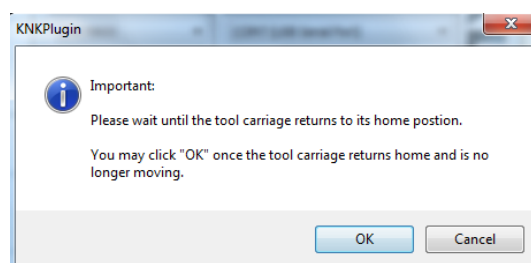 KNKPlugin
Important:
Please wait until the tool carriage returns to its home postion.
You may click "OK" once the tool carriage returns home and is no
longer moving.
OK
Cancel